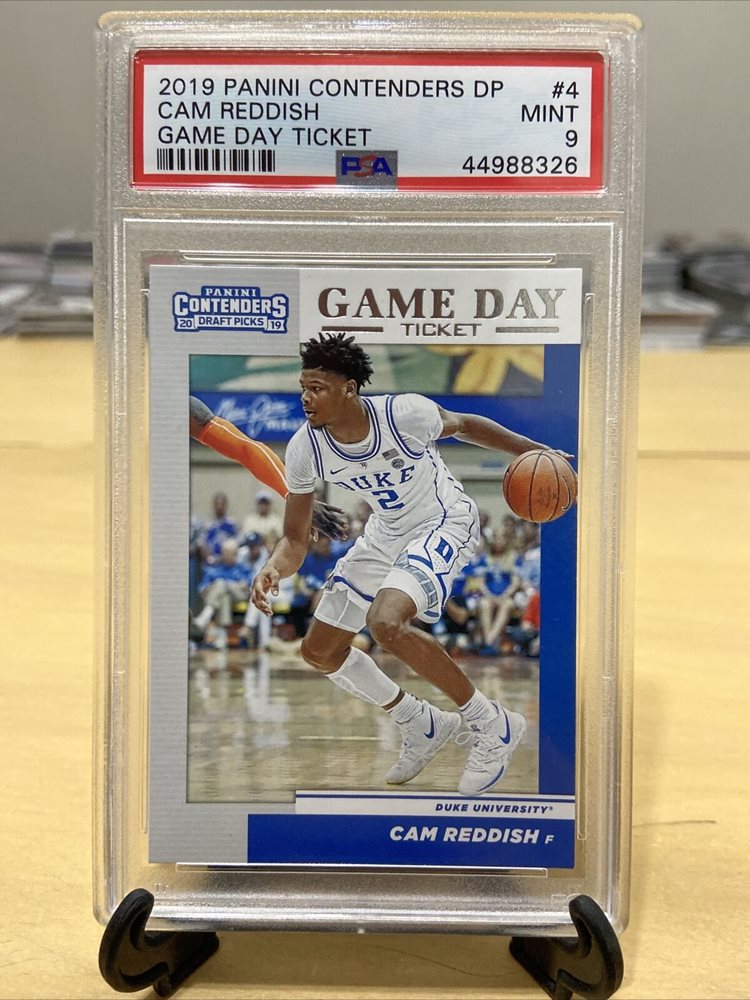 2019 PANINI CONTENDERS DP #4
CAM REDDISH MINT
GAME DAY TICKET 9
PSA 44988326
PANINI
CONTENDERS
20 DRAFT PICKS 19
GAME DAY
TICKET
DUKE
2
D
DUKE UNIVERSITY®
CAM REDDISH F